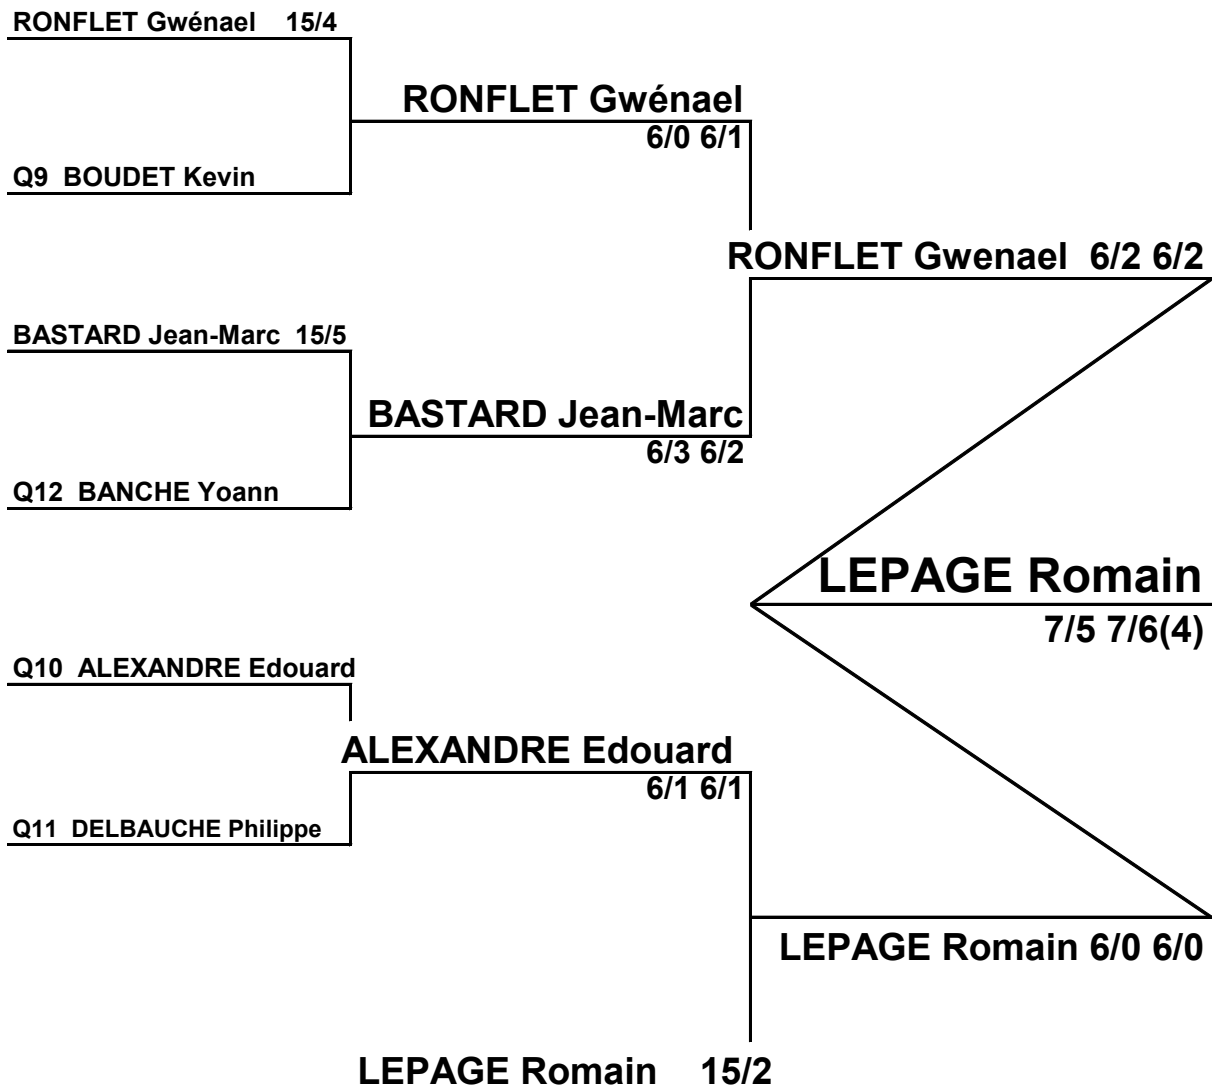 RONFLET Gwénael 15/4
RONFLET Gwénael
6/0 6/1
Q9 BOUDET Kevin
RONFLET Gwenael 6/2 6/2
BASTARD Jean-Marc 15/5
BASTARD Jean-Marc
6/3 6/2
Q12 BANCHE Yoann
LEPAGE Romain
7/5 7/6(4)
Q10 ALEXANDRE Edouard
ALEXANDRE Edouard
6/1 6/1
Q11 DELBAUCHE Philippe
LEPAGE Romain 6/0 6/0
LEPAGE Romain 15/2